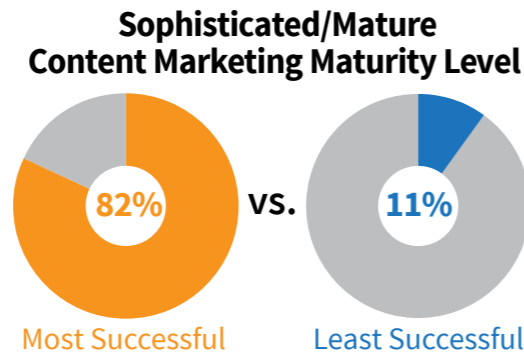 Sophisticated/Mature
Content Marketing Maturity Level
82%
vs.
11%
Most Successful
Least Successful